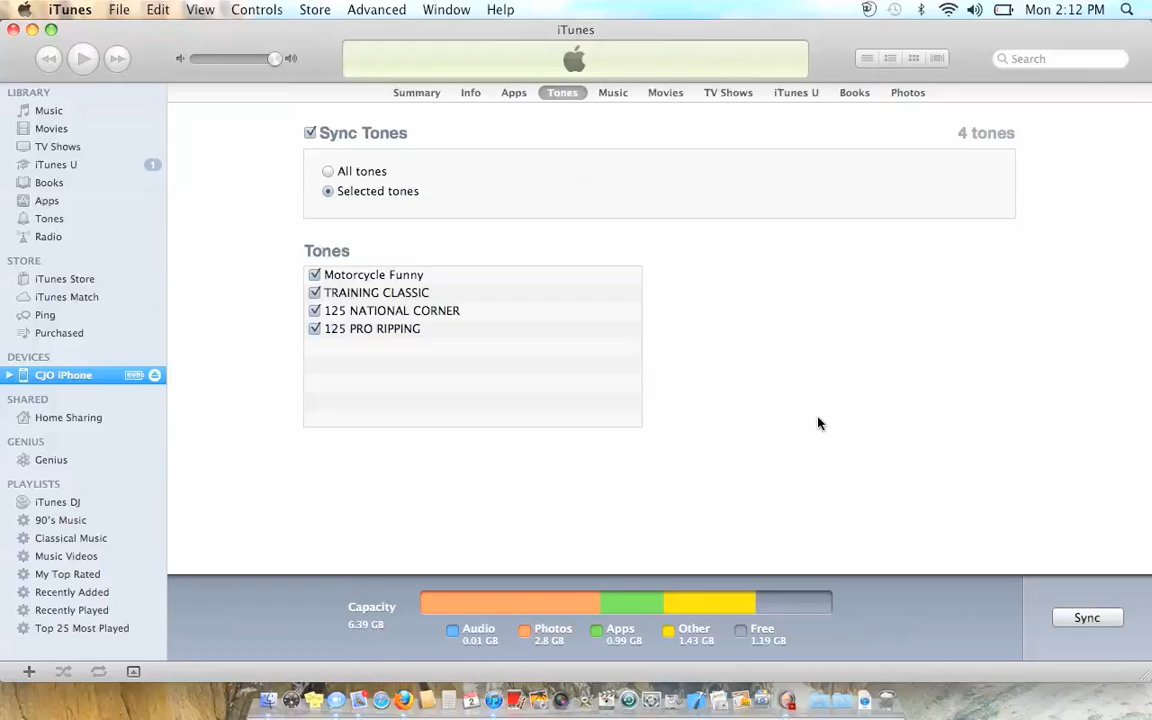 iTunes File Edit View Controls Store Advanced Window Help Mon 2:12 PM
iTunes
Search
LIBRARY
Music
Movies
TV Shows
iTunes U 1
Books
Apps
Tones
Radio
STORE
iTunes Store
iTunes Match
Ping
Purchased
DEVICES
CJO iPhone
SHARED
Home Sharing
GENIUS
Genius
PLAYLISTS
iTunes DJ
90's Music
Classical Music
Music Videos
My Top Rated
Recently Added
Recently Played
Top 25 Most Played
Summary Info Apps Tones Music Movies TV Shows iTunes U Books Photos
Sync Tones 4 tones
All tones
Selected tones
Tones
Motorcycle Funny
TRAINING CLASSIC
125 NATIONAL CORNER
125 PRO RIPPING
Capacity
6.39 GB
Audio Photos Apps Other Free
0.01 GB 2.8 GB 0.99 GB 1.43 GB 1.19 GB
Sync